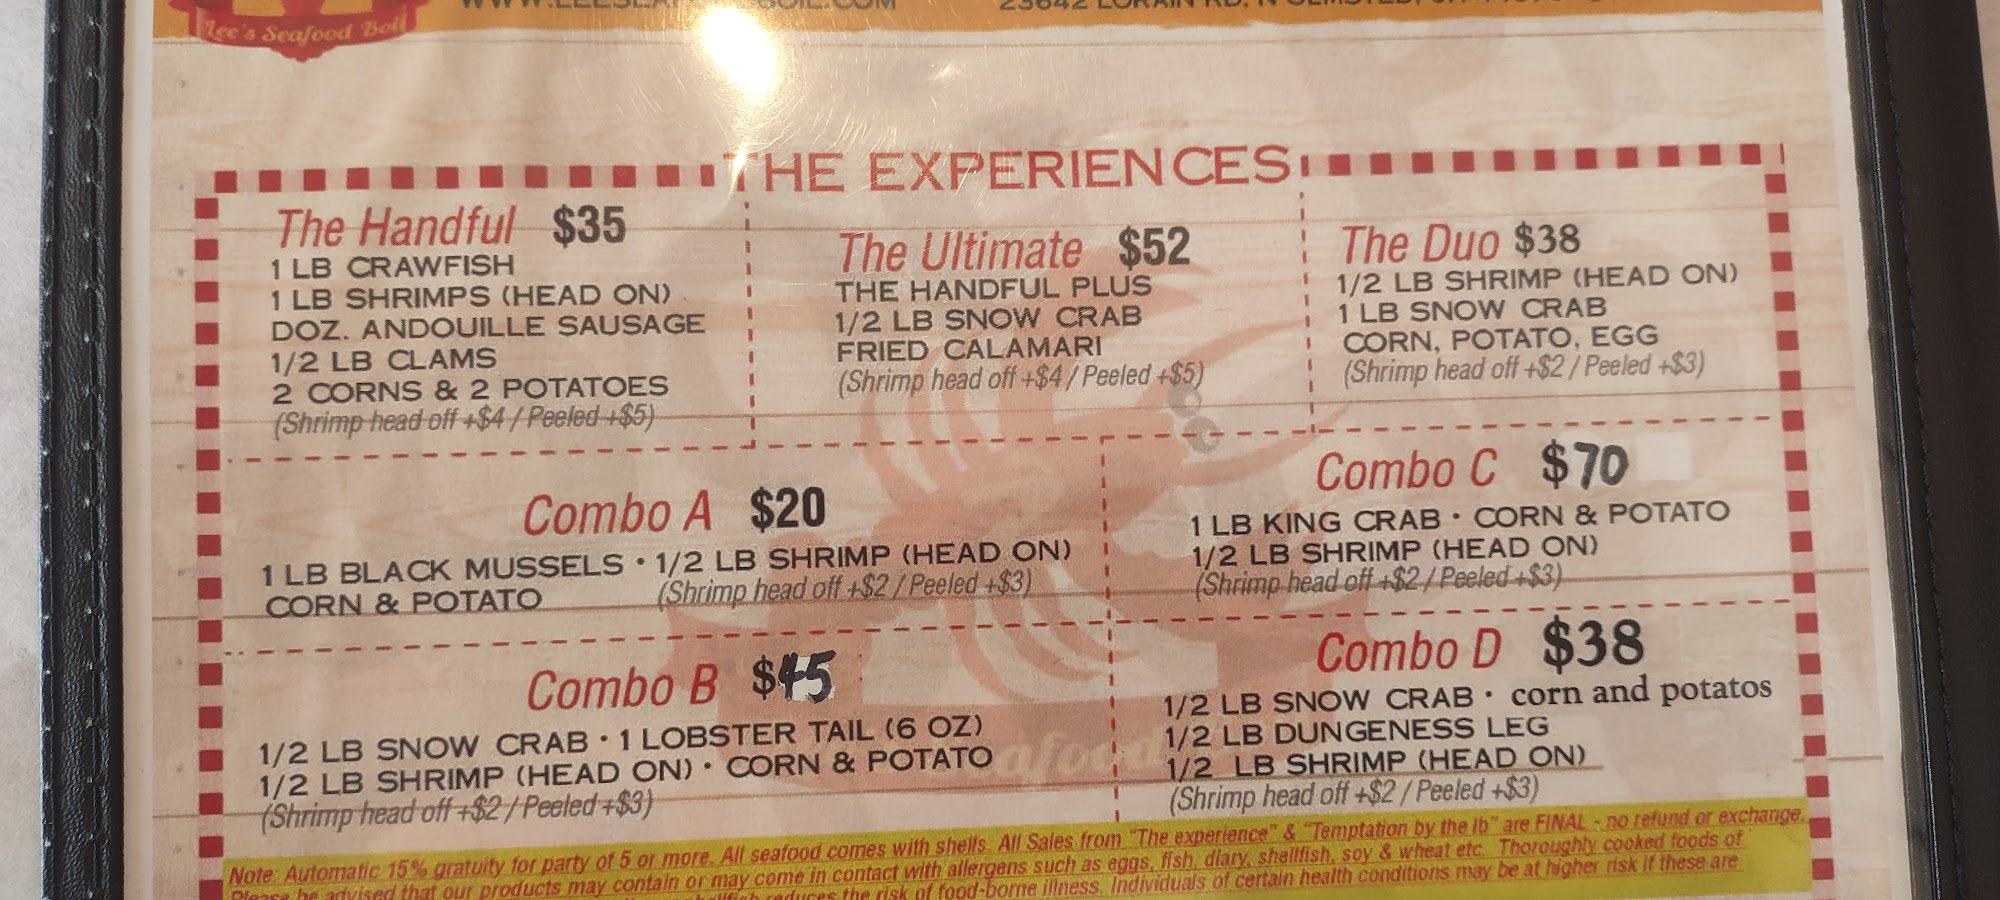 Lee's Seafood Boil
THE EXPERIENCES
The Handful $35
1 LB CRAWFISH
1 LB SHRIMPS (HEAD ON)
DOZ. ANDOUILLE SAUSAGE
1/2 LB CLAMS
2 CORNS & 2 POTATOES
(Shrimp head off +$4 / Peeled +$5)
The Ultimate $52
THE HANDFUL PLUS
1/2 LB SNOW CRAB
FRIED CALAMARI
(Shrimp head off +$4 / Peeled +$5)
The Duo $38
1/2 LB SHRIMP (HEAD ON)
1 LB SNOW CRAB
CORN, POTATO, EGG
(Shrimp head off +$2 / Peeled +$3)
Combo A $20
1 LB BLACK MUSSELS • 1/2 LB SHRIMP (HEAD ON)
CORN & POTATO (Shrimp head off +$2 / Peeled +$3)
Combo C $70
1 LB KING CRAB • CORN & POTATO
1/2 LB SHRIMP (HEAD ON)
(Shrimp head off +$2 / Peeled +$3)
Combo B $45
1/2 LB SNOW CRAB • 1 LOBSTER TAIL (6 OZ)
1/2 LB SHRIMP (HEAD ON) • CORN & POTATO
(Shrimp head off +$2 / Peeled +$3)
Combo D $38
1/2 LB SNOW CRAB • corn and potatos
1/2 LB DUNGENESS LEG
1/2 LB SHRIMP (HEAD ON)
(Shrimp head off +$2 / Peeled +$3)
Note: Automatic 15% gratuity for party of 5 or more. All seafood comes with shells. All Sales from "The experience" & "Temptation by the lb" are FINAL - no refund or exchange.
Please be advised that our products may contain or may come in contact with allergens such as eggs, fish, diary, shellfish, soy & wheat etc. Thoroughly cooked foods of
reduces the risk of food-borne illness. Individuals of certain health conditions may be at higher risk if these are